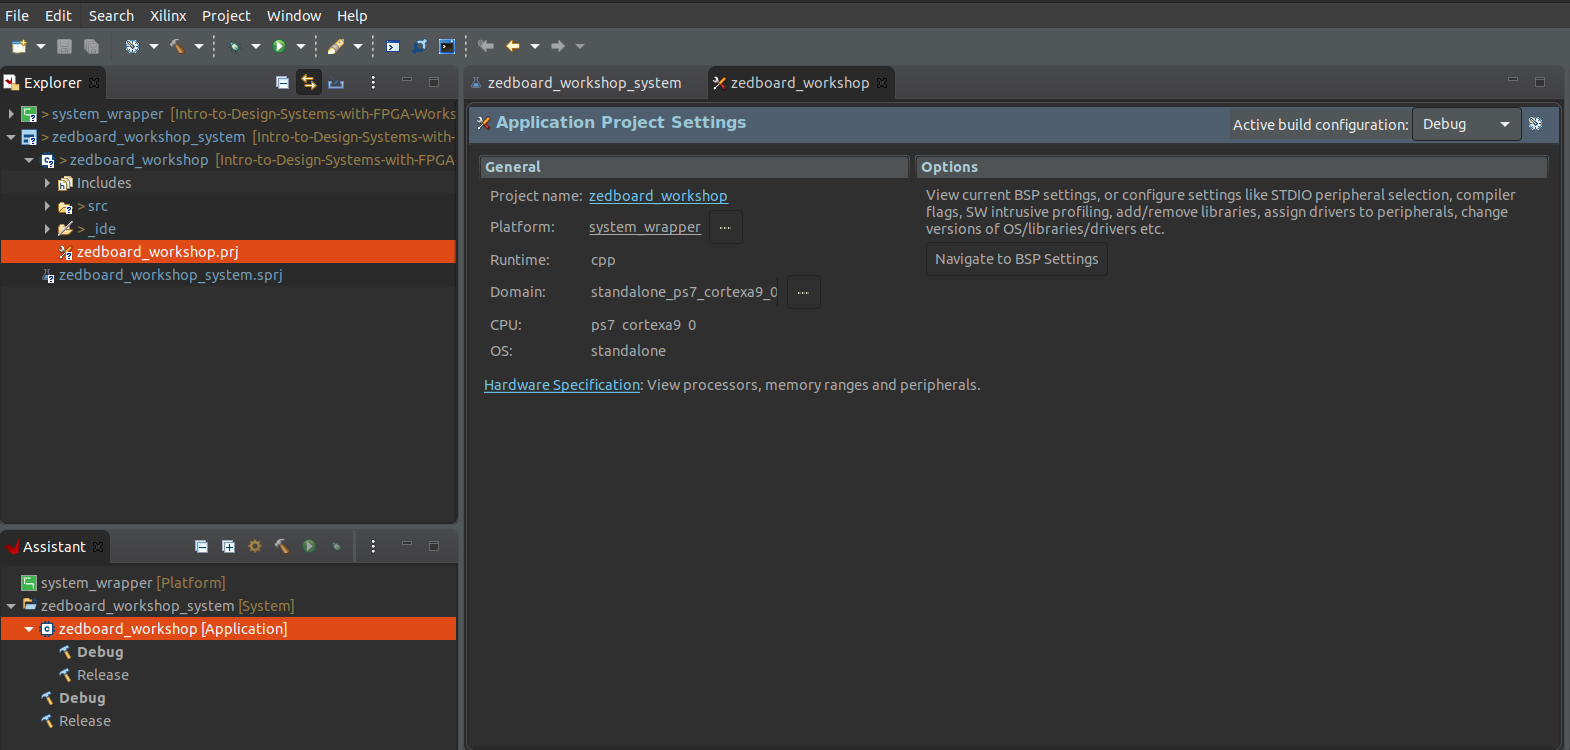 File Edit Search Xilinx Project Window Help
Explorer
> system_wrapper [Intro-to-Design-Systems-with-FPGA-Works
> zedboard_workshop_system [Intro-to-Design-Systems-with-
> zedboard_workshop [Intro-to-Design-Systems-with-FPGA
Includes
> src
> _ide
zedboard_workshop.prj
zedboard_workshop_system.sprj
Assistant
system_wrapper [Platform]
zedboard_workshop_system [System]
zedboard_workshop [Application]
Debug
Release
Debug
Release
zedboard_workshop_system zedboard_workshop
Application Project Settings
Active build configuration: Debug
General
Project name: zedboard_workshop
Platform: system_wrapper ...
Runtime: cpp
Domain: standalone_ps7_cortexa9_0 ...
CPU: ps7_cortexa9_0
OS: standalone
Hardware Specification: View processors, memory ranges and peripherals.
Options
View current BSP settings, or configure settings like STDIO peripheral selection, compiler
flags, SW intrusive profiling, add/remove libraries, assign drivers to peripherals, change
versions of OS/libraries/drivers etc.
Navigate to BSP Settings